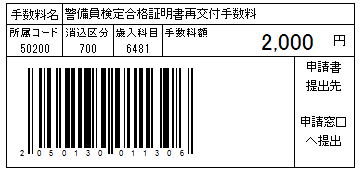 手数料名 警備員検定合格証明書再交付手数料
所属コード 消込区分 歳入科目 手数料額
50200 700 6481 2,000 円
申請書
提出先
申請窓口
へ提出
2050130011306